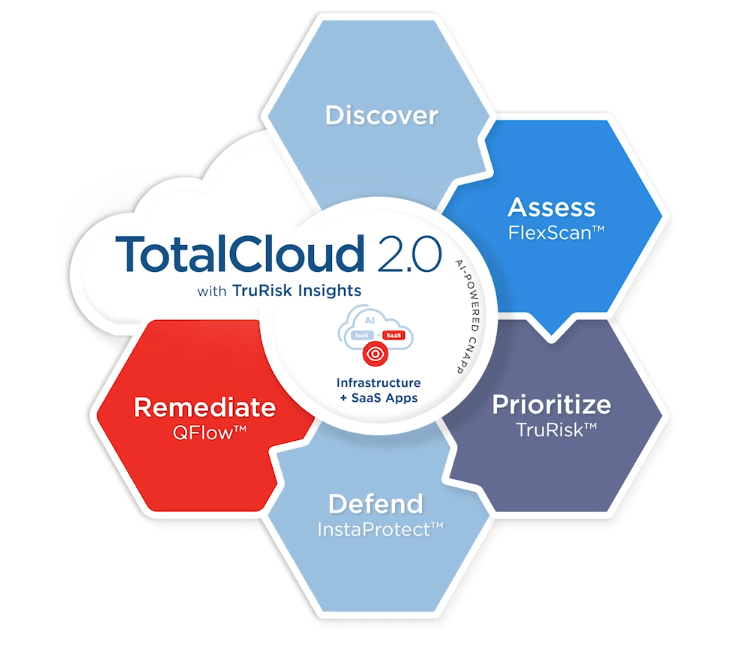 Discover
Assess
FlexScan™
TotalCloud 2.0
with TruRisk Insights
AI-POWERED CNAPP
AI
IaaS + SaaS
Infrastructure
+ SaaS Apps
Remediate
QFlow™
Prioritize
TruRisk™
Defend
InstaProtect™